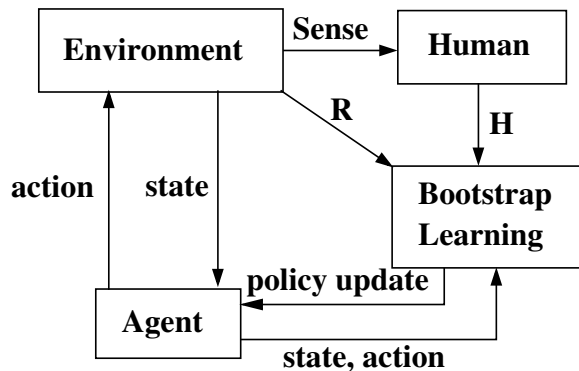 Environment
Sense
Human
R
H
action
state
Bootstrap
Learning
policy update
Agent
state, action